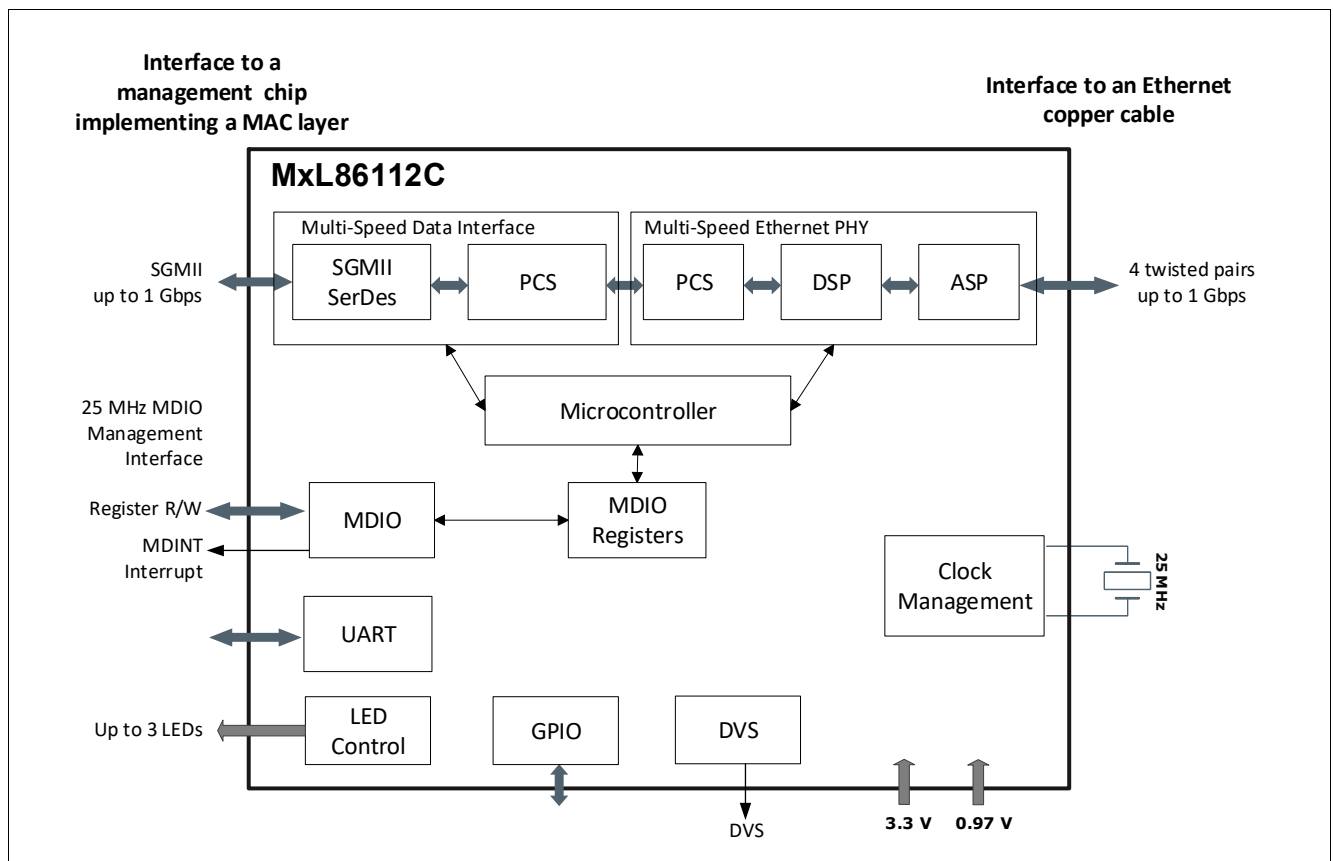 Interface to a
management chip
implementing a MAC layer
Interface to an Ethernet
copper cable
MxL86112C
Multi-Speed Data Interface
Multi-Speed Ethernet PHY
SGMII
up to 1 Gbps
SGMII
SerDes
PCS
PCS
DSP
ASP
4 twisted pairs
up to 1 Gbps
Microcontroller
25 MHz MDIO
Management
Interface
Register R/W
MDINT
Interrupt
MDIO
MDIO
Registers
Clock
Management
25 MHz
UART
Up to 3 LEDs
LED
Control
GPIO
DVS
DVS
3.3 V
0.97 V